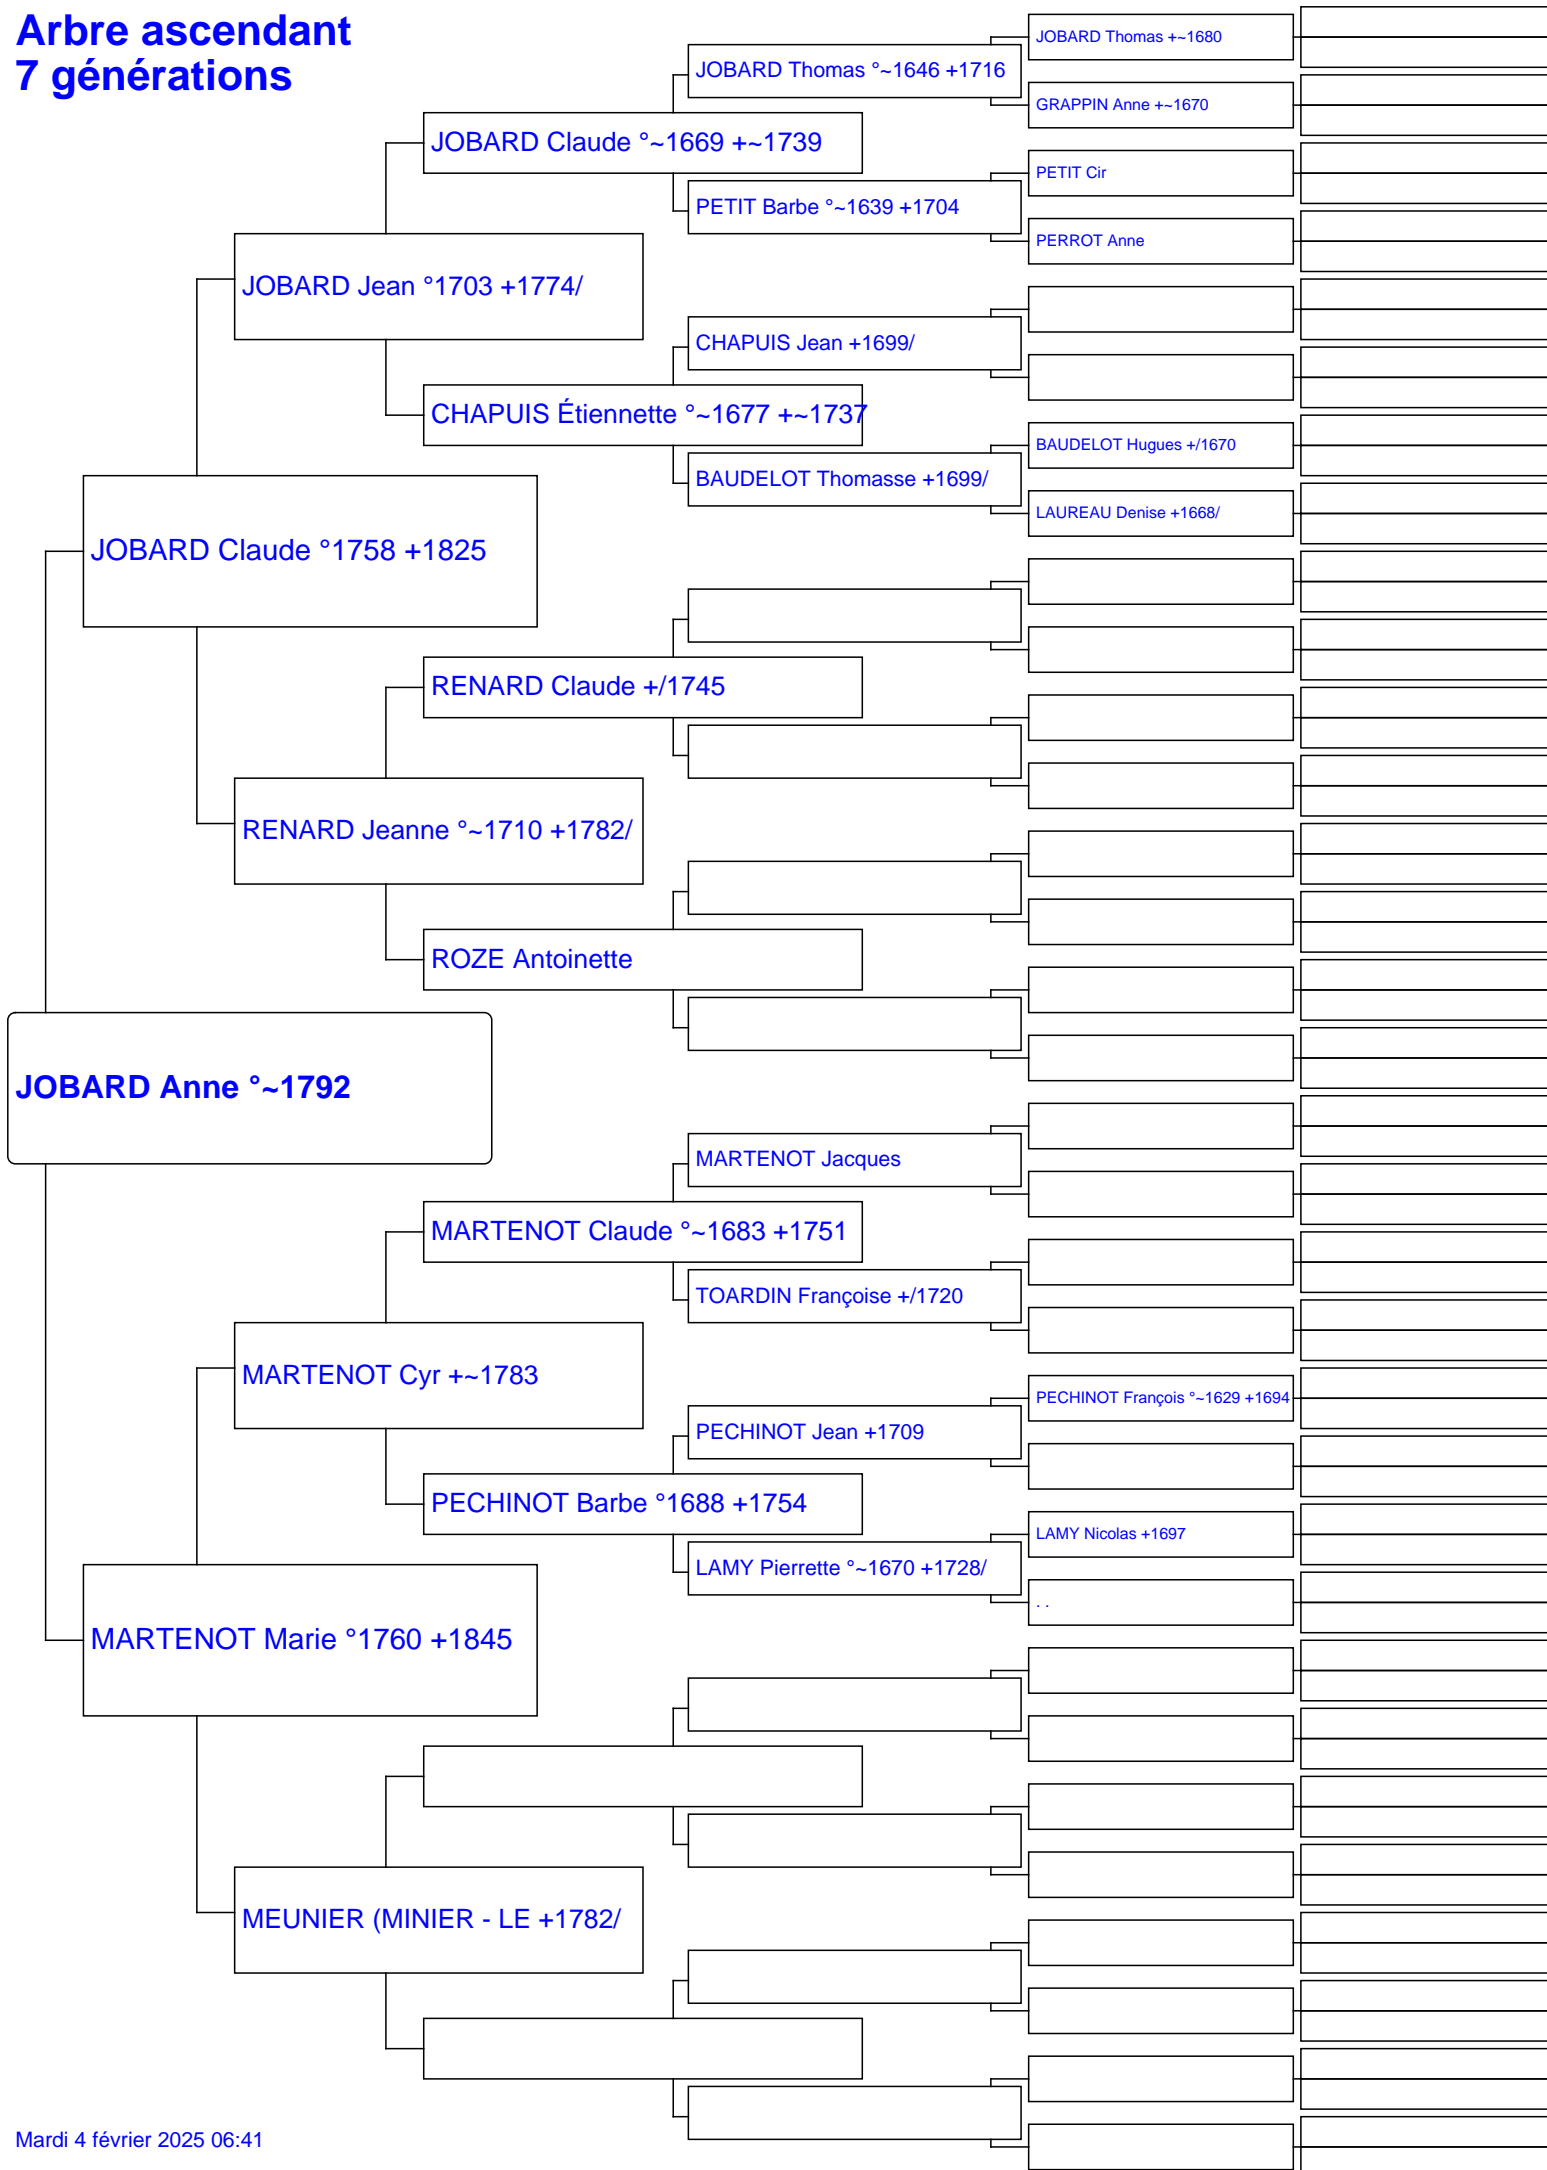 Arbre ascendant
7 générations
JOBARD Thomas +~1680
JOBARD Thomas °~1646 +1716
GRAPPIN Anne +~1670
JOBARD Claude °~1669 +~1739
PETIT Cir
PETIT Barbe °~1639 +1704
PERROT Anne
JOBARD Jean °1703 +1774/
CHAPUIS Jean +1699/
CHAPUIS Étiennette °~1677 +~1737
BAUDELOT Hugues +/1670
BAUDELOT Thomasse +1699/
LAUREAU Denise +1668/
JOBARD Claude °1758 +1825
RENARD Claude +/1745
RENARD Jeanne °~1710 +1782/
ROZE Antoinette
JOBARD Anne °~1792
MARTENOT Jacques
MARTENOT Claude °~1683 +1751
TOARDIN Françoise +/1720
MARTENOT Cyr +~1783
PECHINOT François °~1629 +1694
PECHINOT Jean +1709
PECHINOT Barbe °1688 +1754
LAMY Nicolas +1697
LAMY Pierrette °~1670 +1728/
. .
MARTENOT Marie °1760 +1845
MEUNIER (MINIER - LE +1782/
Mardi 4 février 2025 06:41